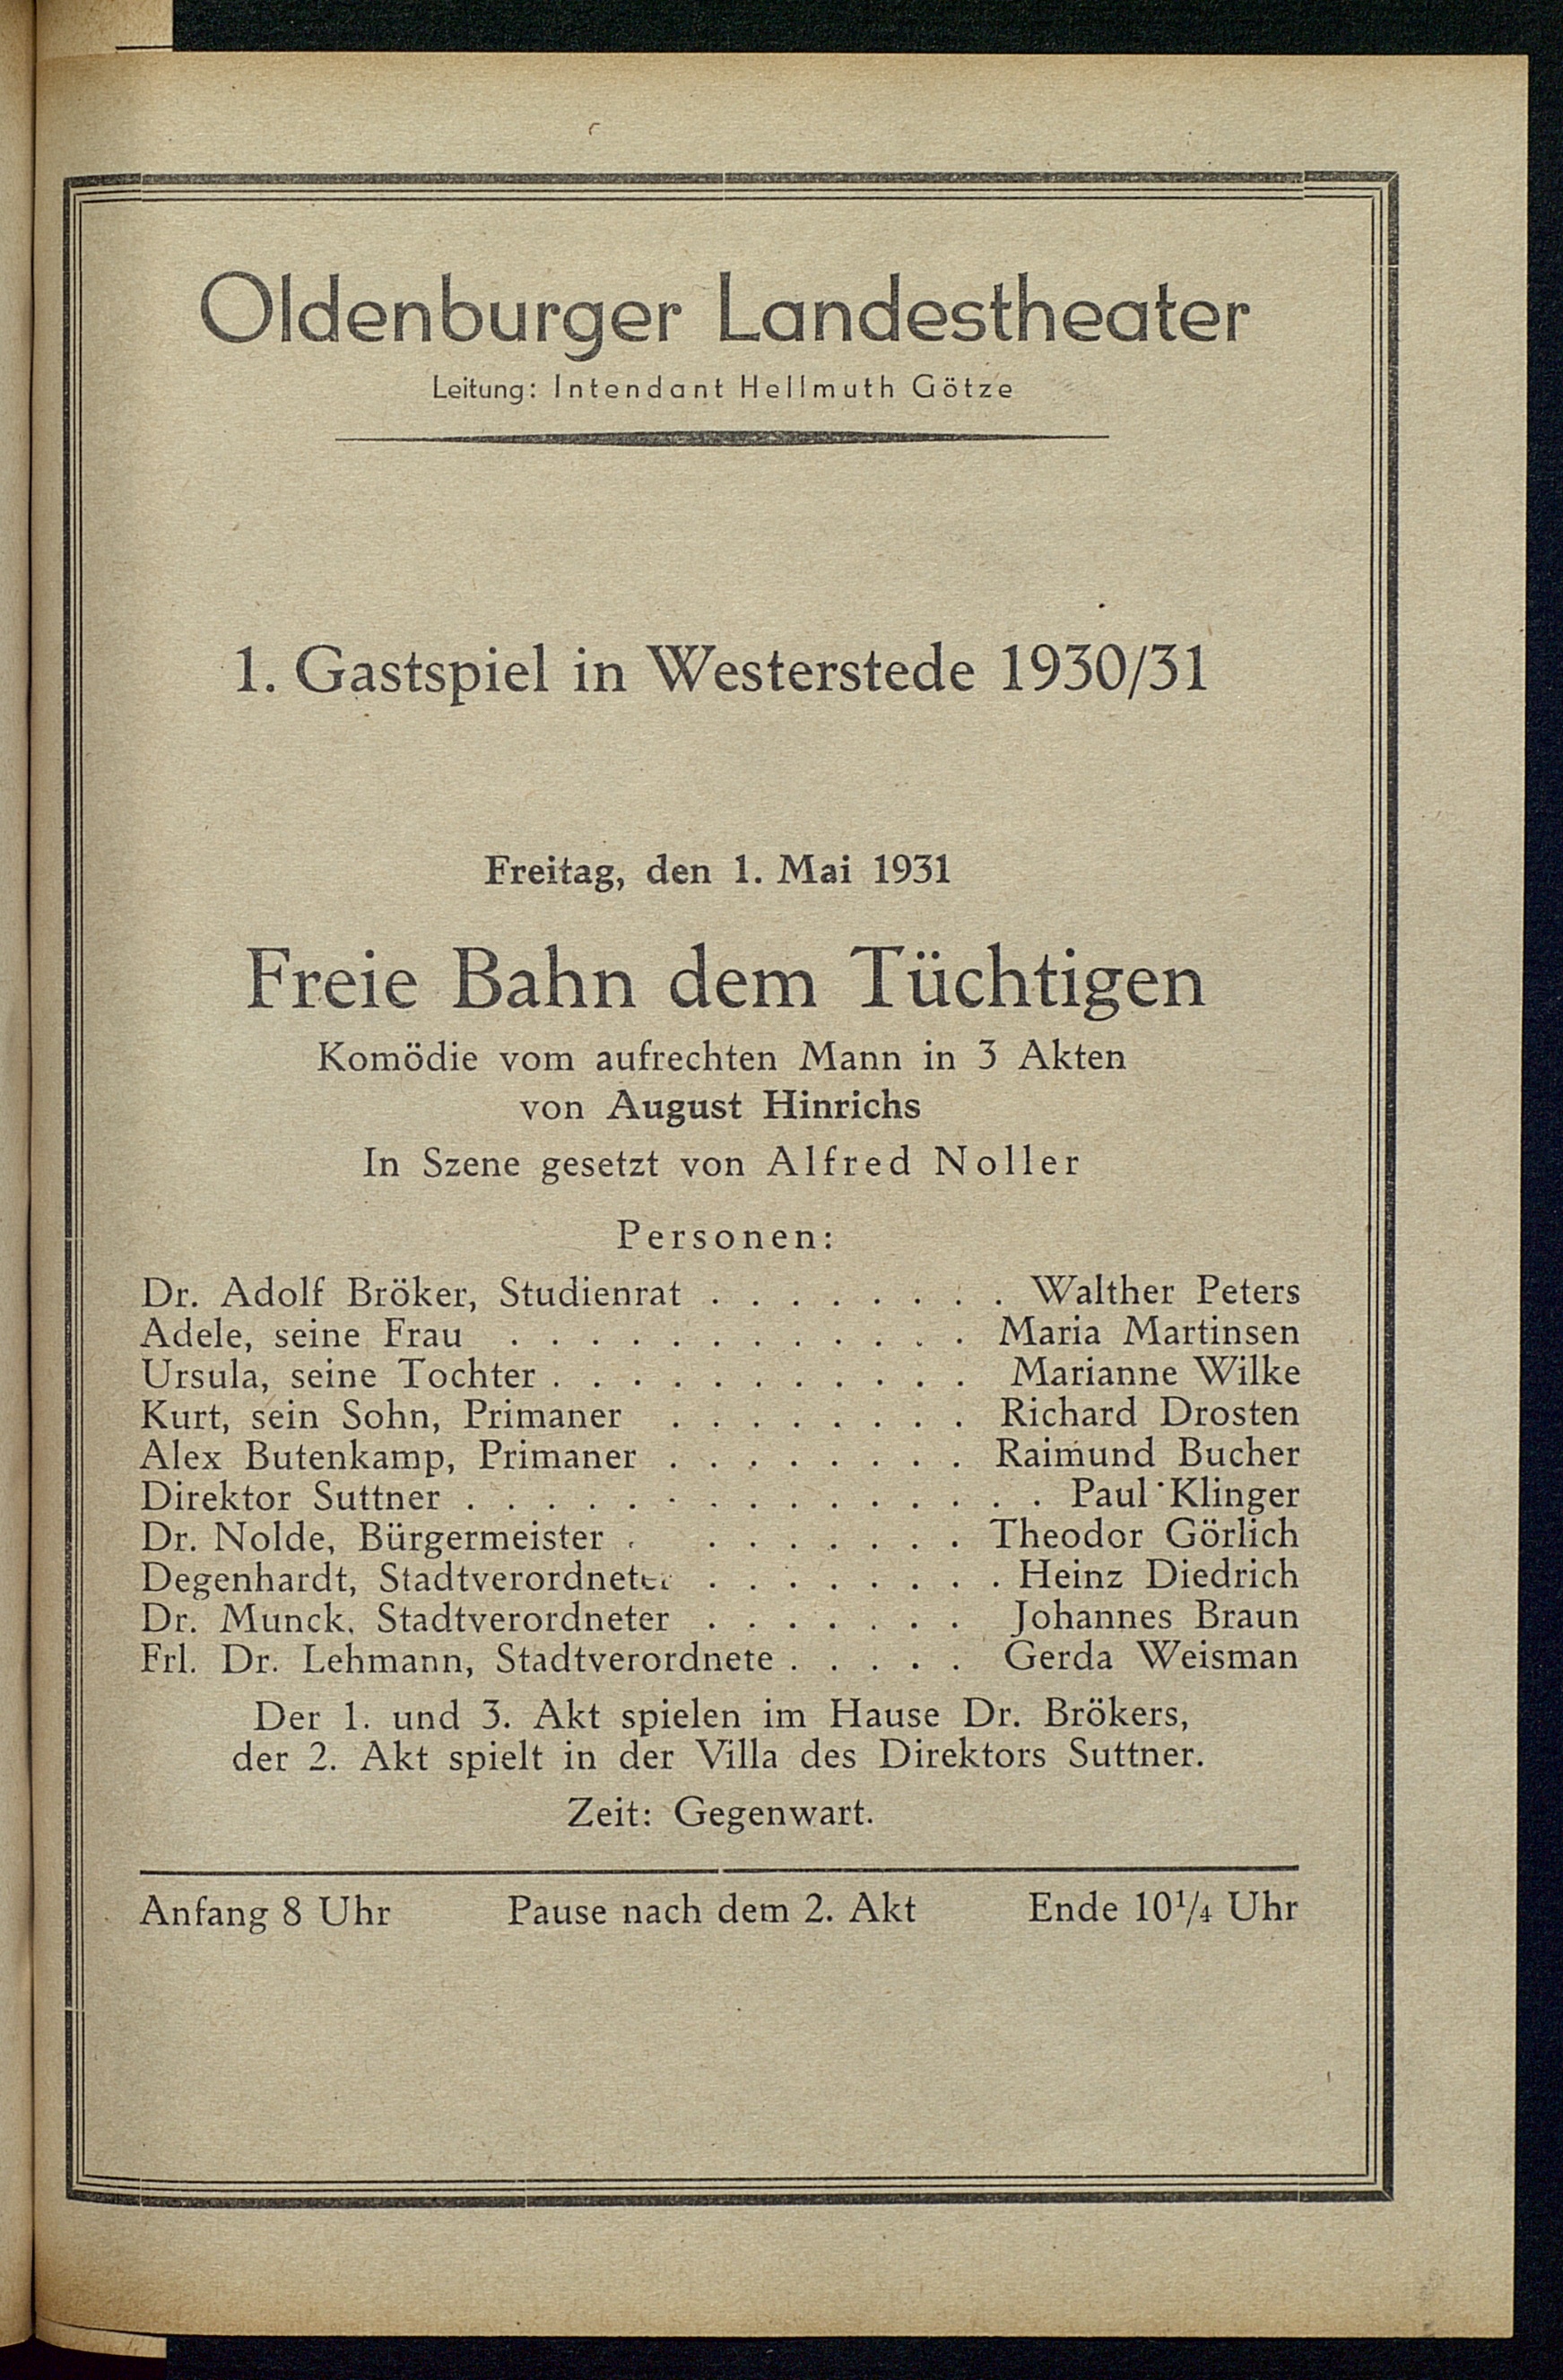 Oldenburger Landestheater
Leitung: Intendant Hellmuth Götze
1. Gastspiel in Westerstede 1930/31
Freitag, den 1. Mai 1931
Freie Bahn dem Tüchtigen
Komödie vom aufrechten Mann in 3 Akten
von August Hinrichs
In Szene gesetzt von Alfred Noller
Personen:
Dr. Adolf Bröker, Studienrat . . . . . . . . Walther Peters
Adele, seine Frau . . . . . . . . . . . . Maria Martinsen
Ursula, seine Tochter . . . . . . . . . . . Marianne Wilke
Kurt, sein Sohn, Primaner . . . . . . . . Richard Drosten
Alex Butenkamp, Primaner . . . . . . . . Raimund Bucher
Direktor Suttner . . . . . . . . . . . . . . . Paul Klinger
Dr. Nolde, Bürgermeister . . . . . . . . Theodor Görlich
Degenhardt, Stadtverordneter . . . . . . . . Heinz Diedrich
Dr. Munck, Stadtverordneter . . . . . . . Johannes Braun
Frl. Dr. Lehmann, Stadtverordnete . . . . . Gerda Weisman
Der 1. und 3. Akt spielen im Hause Dr. Brökers,
der 2. Akt spielt in der Villa des Direktors Suttner.
Zeit: Gegenwart.
Anfang 8 Uhr Pause nach dem 2. Akt Ende 10¼ Uhr